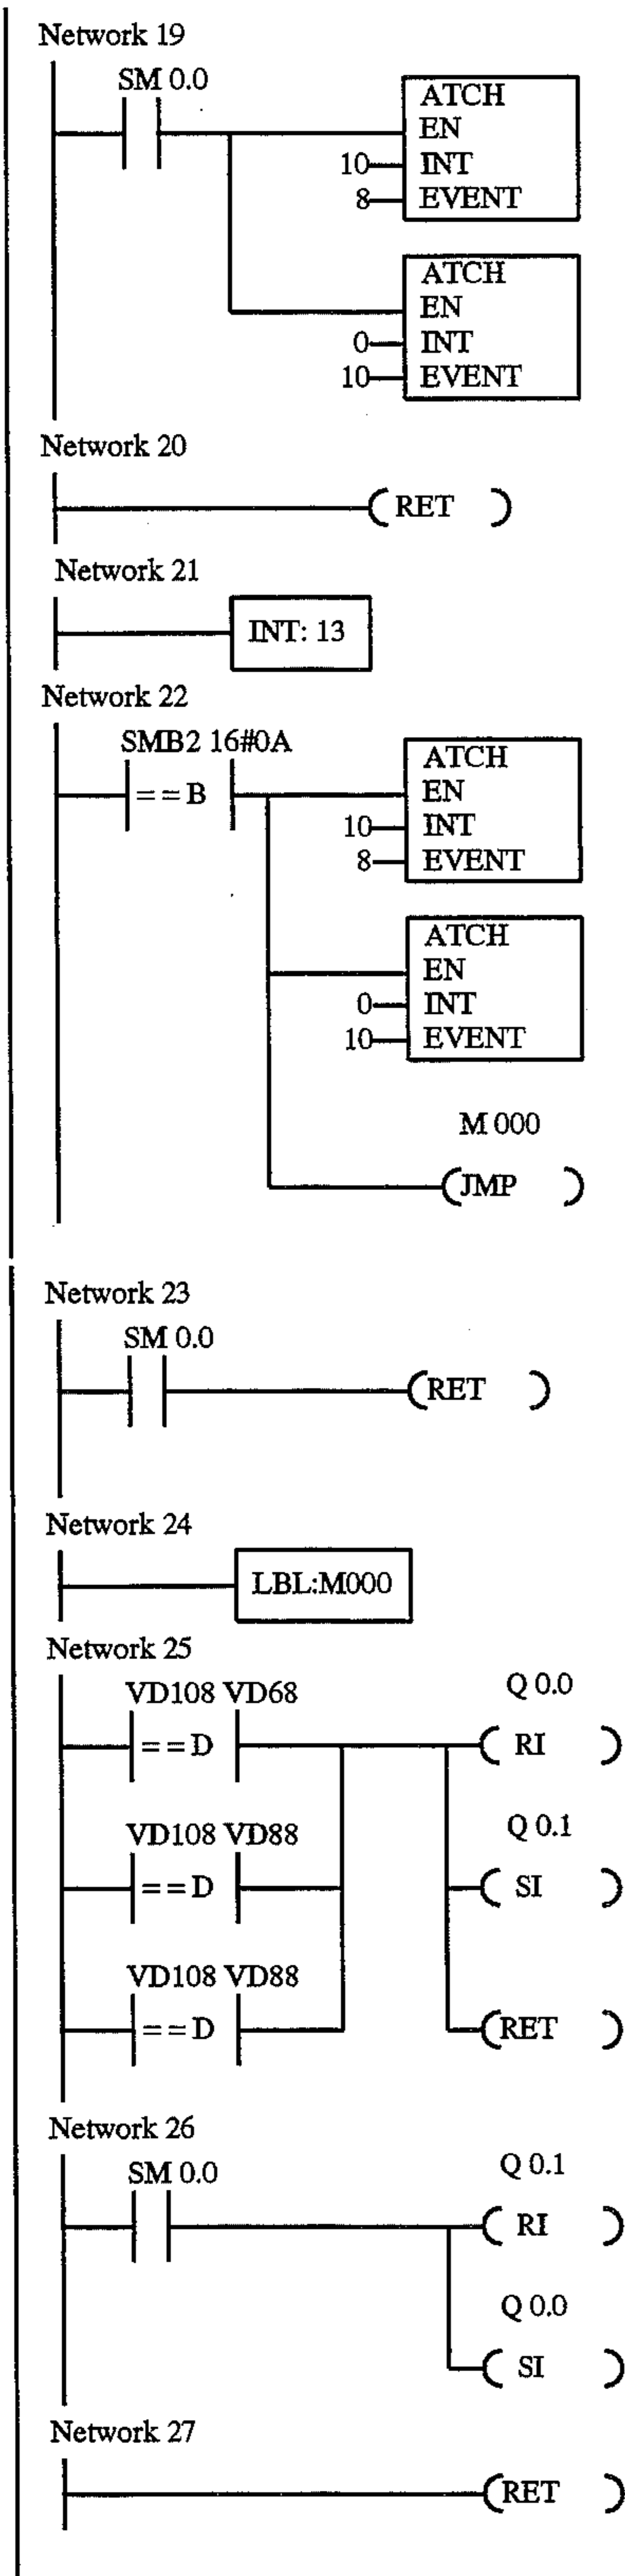 Network 19
SM 0.0
ATCH
EN
10 INT
8 EVENT
ATCH
EN
0 INT
10 EVENT
Network 20
( RET )
Network 21
INT: 13
Network 22
SMB2 16#0A
==B
ATCH
EN
10 INT
8 EVENT
ATCH
EN
0 INT
10 EVENT
M 000
(JMP )
Network 23
SM 0.0
(RET )
Network 24
LBL:M000
Network 25
VD108 VD68
==D
Q 0.0
( RI )
VD108 VD88
==D
Q 0.1
( SI )
VD108 VD88
==D
(RET )
Network 26
SM 0.0
Q 0.1
( RI )
Q 0.0
( SI )
Network 27
(RET )